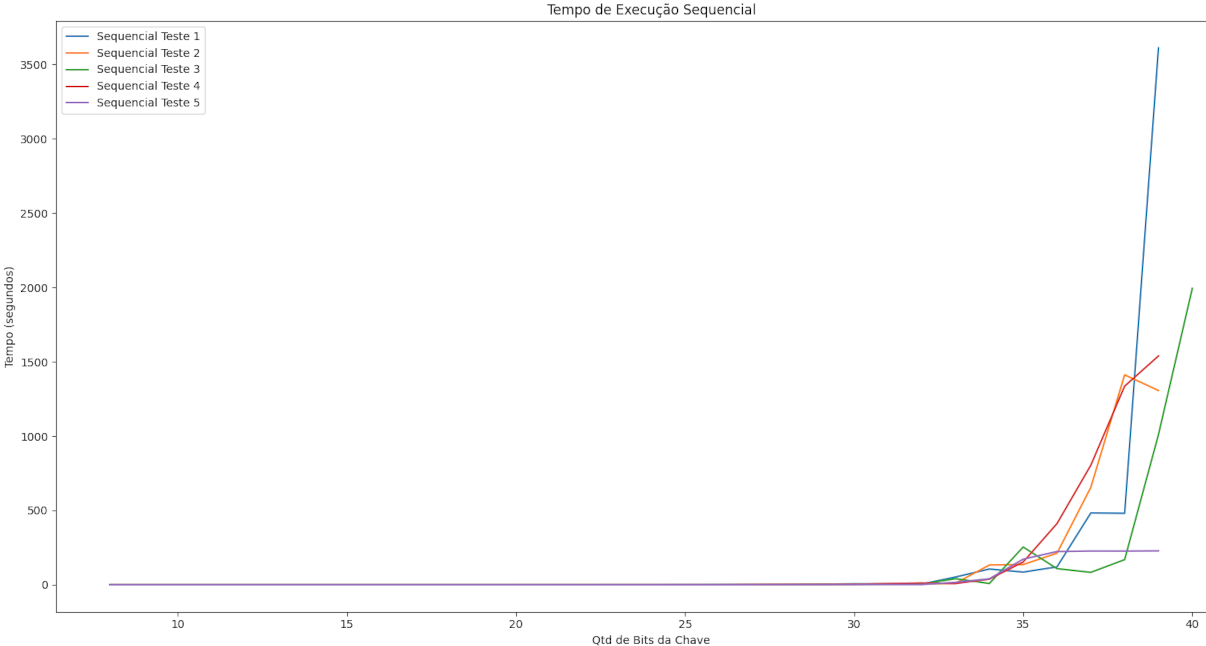 Tempo de Execução Sequencial
Sequencial Teste 1
Sequencial Teste 2
Sequencial Teste 3
Sequencial Teste 4
Sequencial Teste 5
Tempo (segundos)
3500
3000
2500
2000
1500
1000
500
0
10 15 20 25 30 35 40
Qtd de Bits da Chave